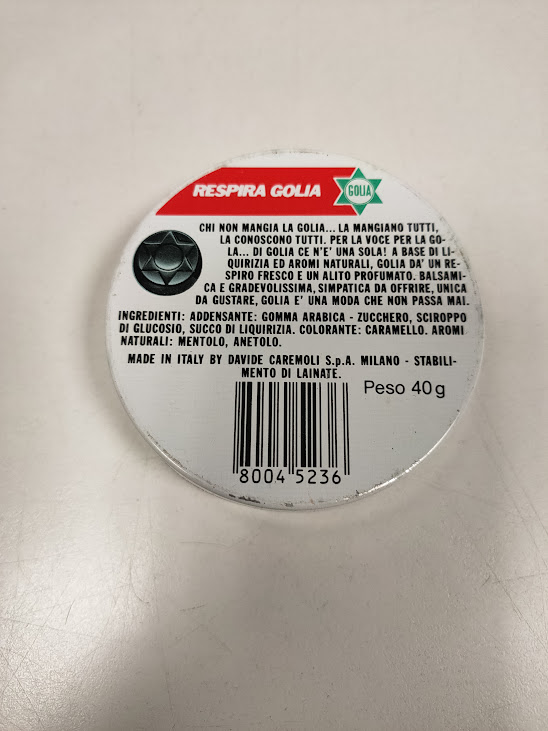 RESPIRA GOLIA
GOLIA
CHI NON MANGIA LA GOLIA... LA MANGIANO TUTTI,
LA CONOSCONO TUTTI. PER LA VOCE PER LA GO-
LA... DI GOLIA CE N'E' UNA SOLA! A BASE DI LI-
QUIRIZIA ED AROMI NATURALI, GOLIA DA' UN RE-
SPIRO FRESCO E UN ALITO PROFUMATO. BALSAMI-
CA E GRADEVOLISSIMA, SIMPATICA DA OFFRIRE, UNICA
DA GUSTARE, GOLIA E' UNA MODA CHE NON PASSA MAI.
INGREDIENTI: ADDENSANTE: GOMMA ARABICA - ZUCCHERO, SCIROPPO
DI GLUCOSIO, SUCCO DI LIQUIRIZIA. COLORANTE: CARAMELLO. AROMI
NATURALI: MENTOLO, ANETOLO.
MADE IN ITALY BY DAVIDE CAREMOLI S.p.A. MILANO - STABILI-
MENTO DI LAINATE.
Peso 40 g
8004 5236